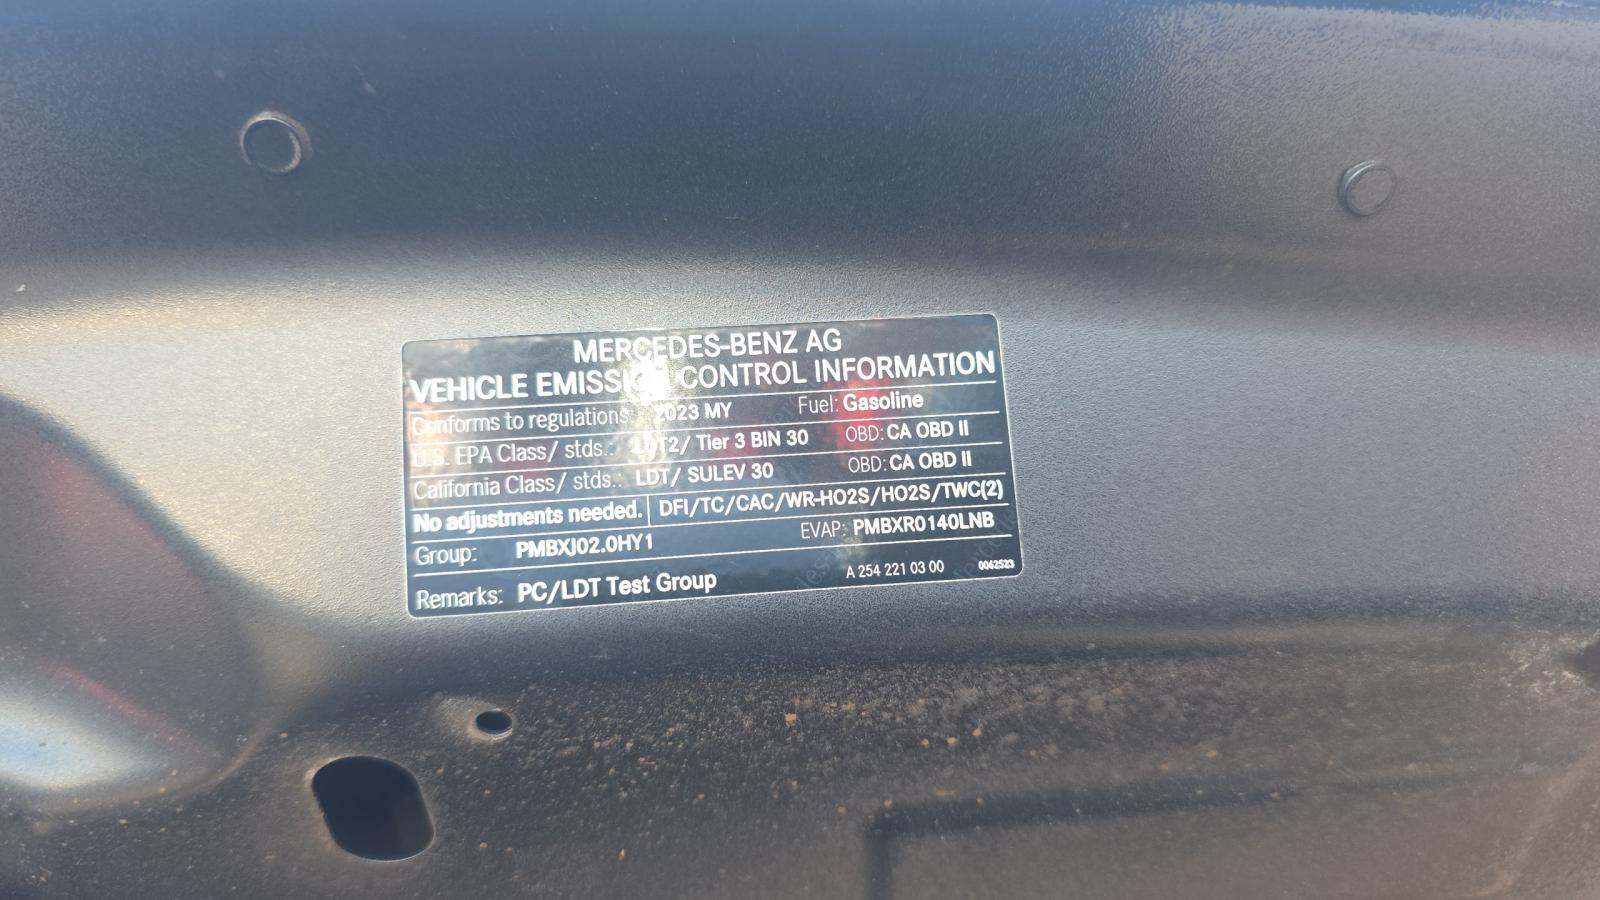 MERCEDES-BENZ AG
VEHICLE EMISSION CONTROL INFORMATION
Conforms to regulations: 2023 MY Fuel: Gasoline
U.S. EPA Class/ stds.: LDT2/ Tier 3 BIN 30 OBD: CA OBD II
California Class/ stds.: LDT/ SULEV 30 OBD: CA OBD II
No adjustments needed. DFI/TC/CAC/WR-HO2S/HO2S/TWC(2)
Group: PMBXJ02.0HY1 EVAP: PMBXR0140LNB
Remarks: PC/LDT Test Group A 254 221 03 00 0062523